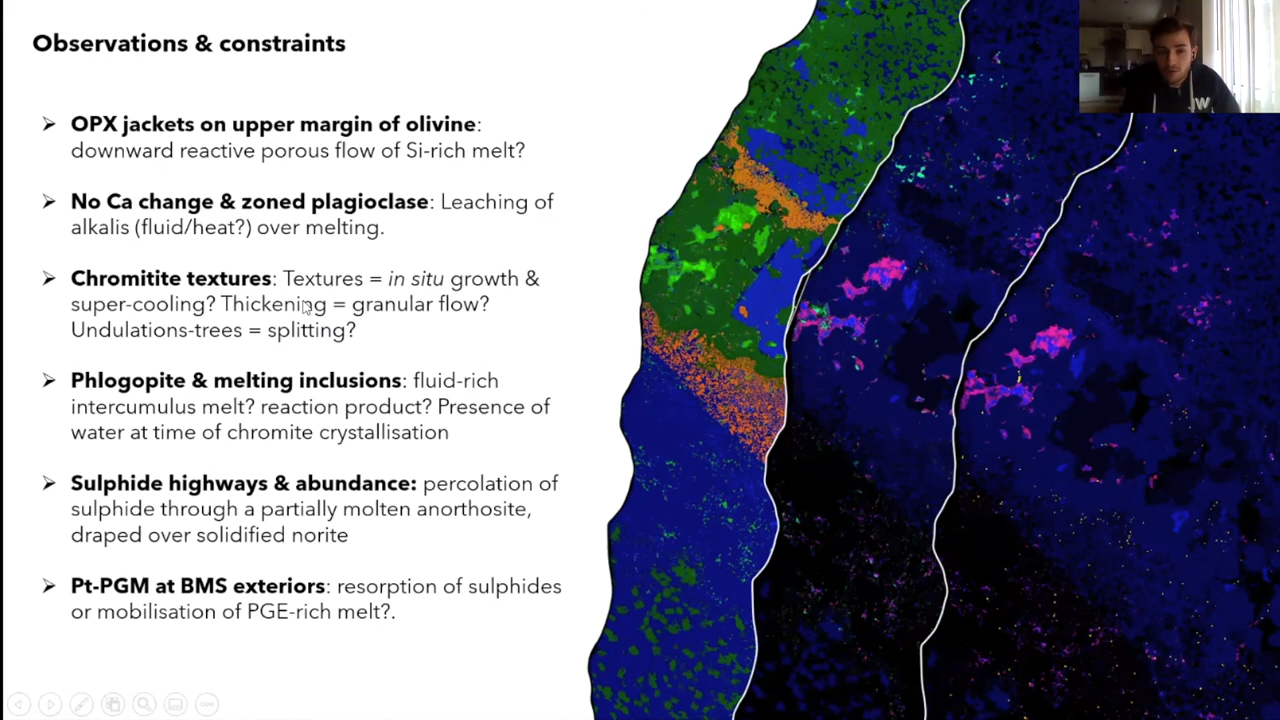 Observations & constraints
➢ OPX jackets on upper margin of olivine:
downward reactive porous flow of Si-rich melt?
➢ No Ca change & zoned plagioclase: Leaching of
alkalis (fluid/heat?) over melting.
➢ Chromitite textures: Textures = in situ growth &
super-cooling? Thickening = granular flow?
Undulations-trees = splitting?
➢ Phlogopite & melting inclusions: fluid-rich
intercumulus melt? reaction product? Presence of
water at time of chromite crystallisation
➢ Sulphide highways & abundance: percolation of
sulphide through a partially molten anorthosite,
draped over solidified norite
➢ Pt-PGM at BMS exteriors: resorption of sulphides
or mobilisation of PGE-rich melt?.
W